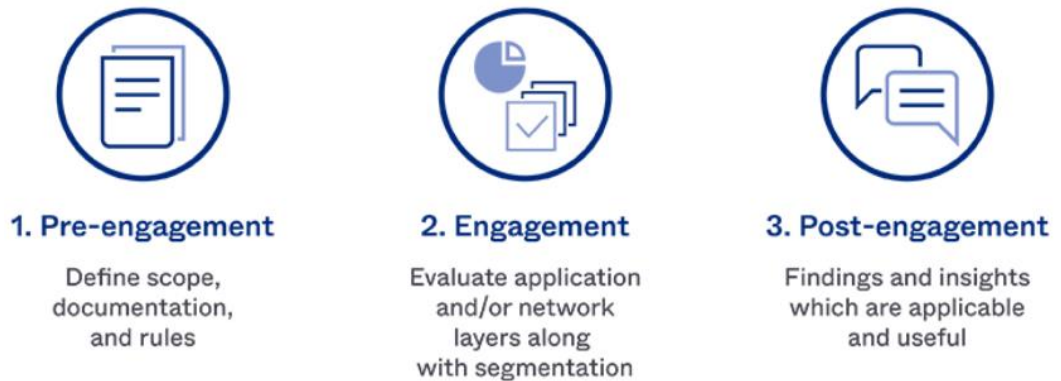 1. Pre-engagement
Define scope,
documentation,
and rules
2. Engagement
Evaluate application
and/or network
layers along
with segmentation
3. Post-engagement
Findings and insights
which are applicable
and useful